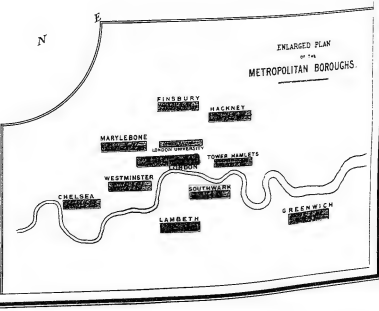 N E
ENLARGED PLAN
OF THE
METROPOLITAN BOROUGHS.
FINSBURY
HACKNEY
MARYLEBONE
LONDON UNIVERSITY
LONDON
TOWER HAMLETS
WESTMINSTER
CHELSEA
SOUTHWARK
LAMBETH
GREENWICH